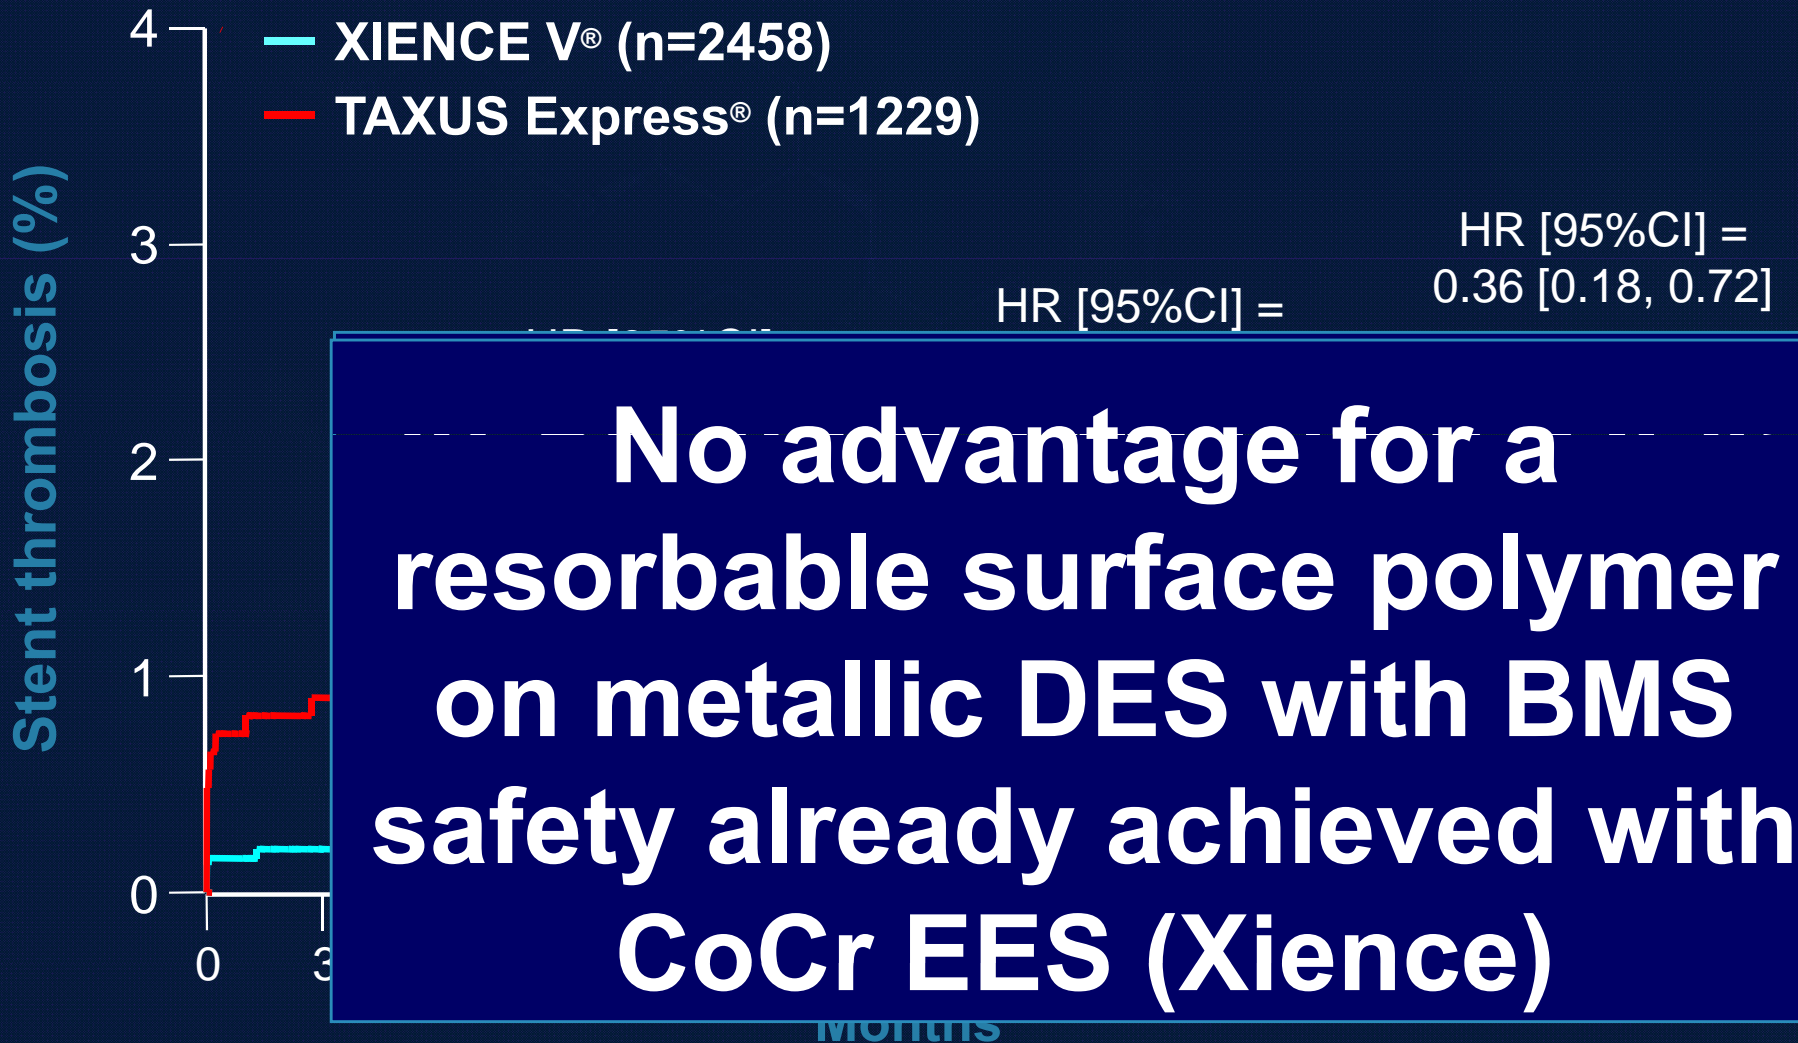 4
XIENCE V® (n=2458)
TAXUS Express® (n=1229)
Stent thrombosis (%)
3
HR [95%CI] =
0.36 [0.18, 0.72]
HR [95%CI] =
2
1
0
No advantage for a
resorbable surface polymer
on metallic DES with BMS
safety already achieved with
CoCr EES (Xience)
0 3
Months